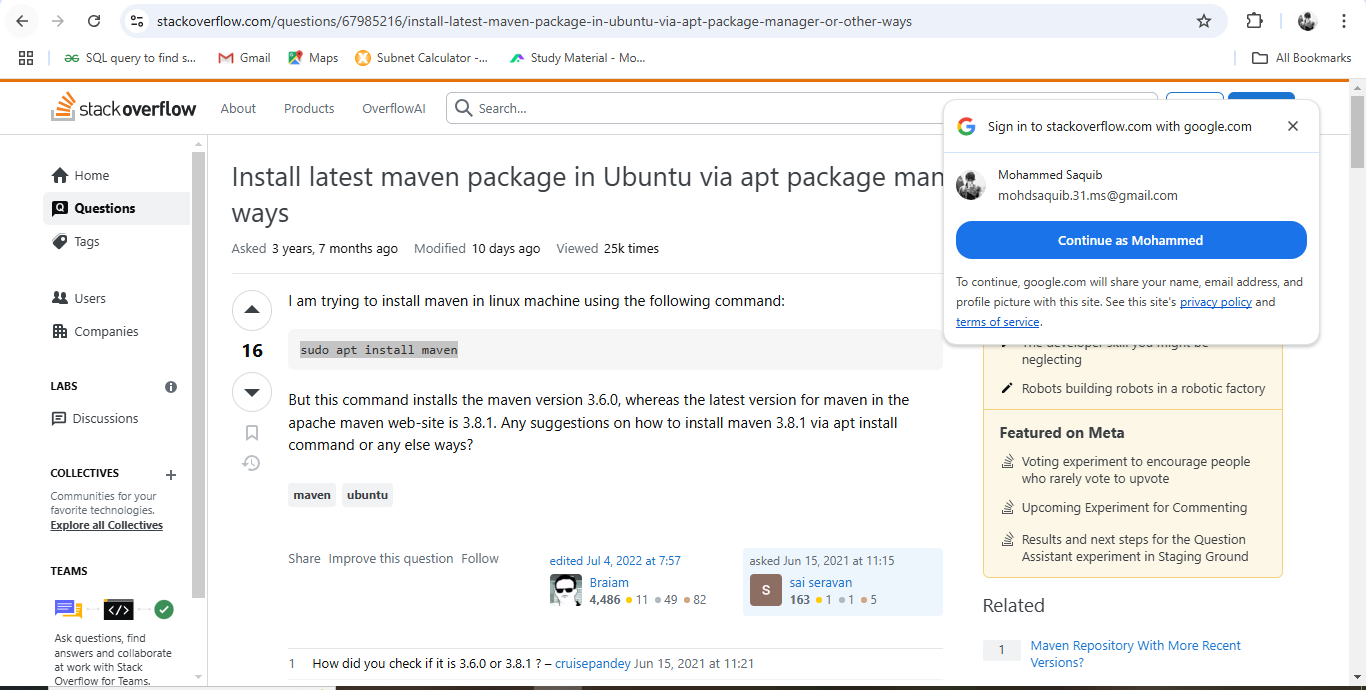 stackoverflow.com/questions/67985216/install-latest-maven-package-in-ubuntu-via-apt-package-manager-or-other-ways
SQL query to find s...
Gmail
Maps
Subnet Calculator -...
Study Material - Mo...
All Bookmarks
stackoverflow
About
Products
OverflowAI
Search...
Sign in to stackoverflow.com with google.com
Mohammed Saquib
mohdsaquib.31.ms@gmail.com
Continue as Mohammed
To continue, google.com will share your name, email address, and
profile picture with this site. See this site's privacy policy and
terms of service.
Home
Questions
Tags
Users
Companies
LABS
Discussions
COLLECTIVES
Communities for your
favorite technologies.
Explore all Collectives
TEAMS
Ask questions, find
answers and collaborate
at work with Stack
Overflow for Teams.
Install latest maven package in Ubuntu via apt package man
ways
Asked 3 years, 7 months ago Modified 10 days ago Viewed 25k times
16
I am trying to install maven in linux machine using the following command:
sudo apt install maven
But this command installs the maven version 3.6.0, whereas the latest version for maven in the
apache maven web-site is 3.8.1. Any suggestions on how to install maven 3.8.1 via apt install
command or any else ways?
maven ubuntu
Share Improve this question Follow
edited Jul 4, 2022 at 7:57
Braiam
4,486 11 49 82
asked Jun 15, 2021 at 11:15
S
sai seravan
163 1 1 5
1 How did you check if it is 3.6.0 or 3.8.1 ? – cruisepandey Jun 15, 2021 at 11:21
The developer skill you might be
neglecting
Robots building robots in a robotic factory
Featured on Meta
Voting experiment to encourage people
who rarely vote to upvote
Upcoming Experiment for Commenting
Results and next steps for the Question
Assistant experiment in Staging Ground
Related
1
Maven Repository With More Recent
Versions?